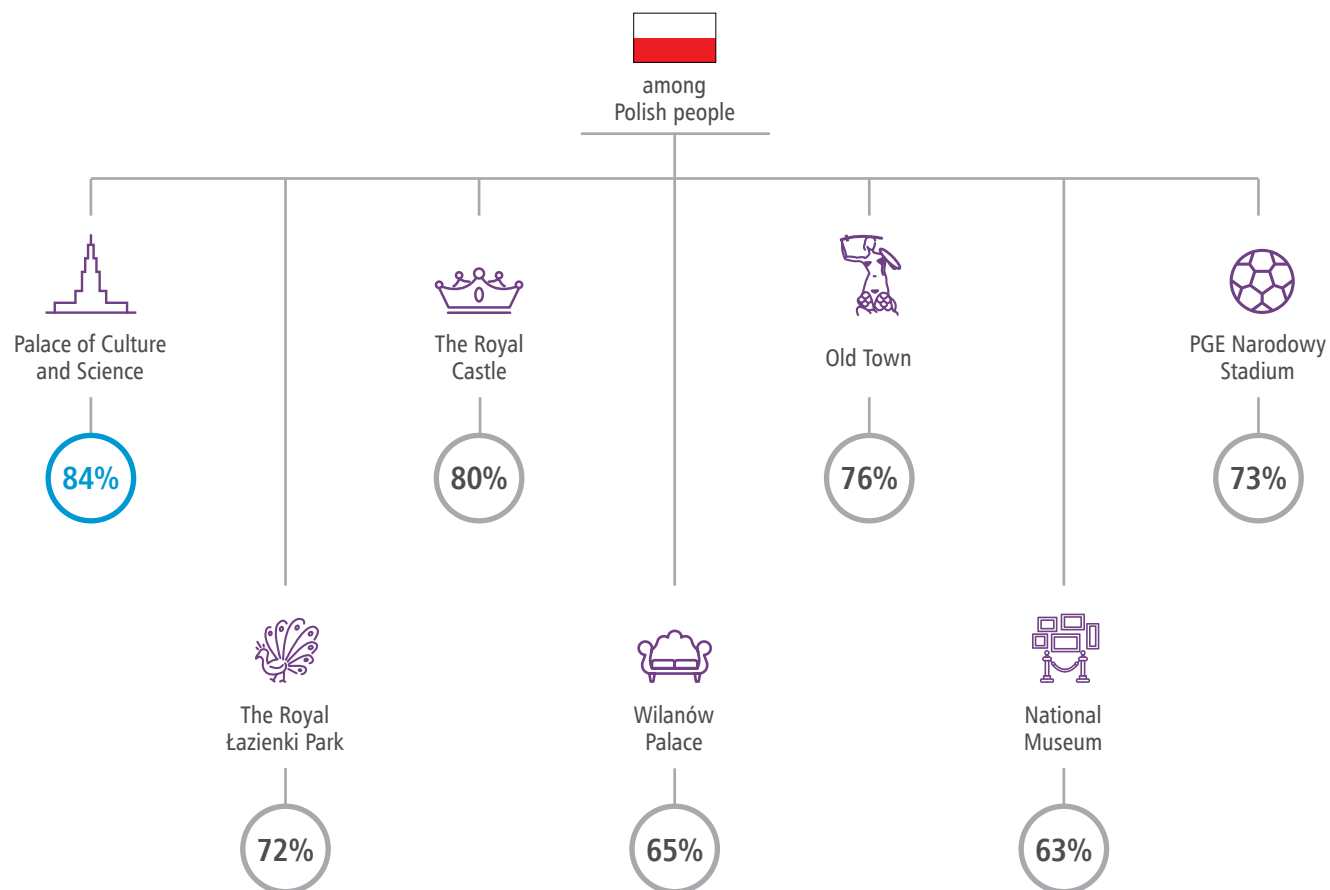 among
Polish people
Palace of Culture
and Science
84%
The Royal
Castle
80%
Old Town
76%
PGE Narodowy
Stadium
73%
The Royal
Łazienki Park
72%
Wilanów
Palace
65%
National
Museum
63%